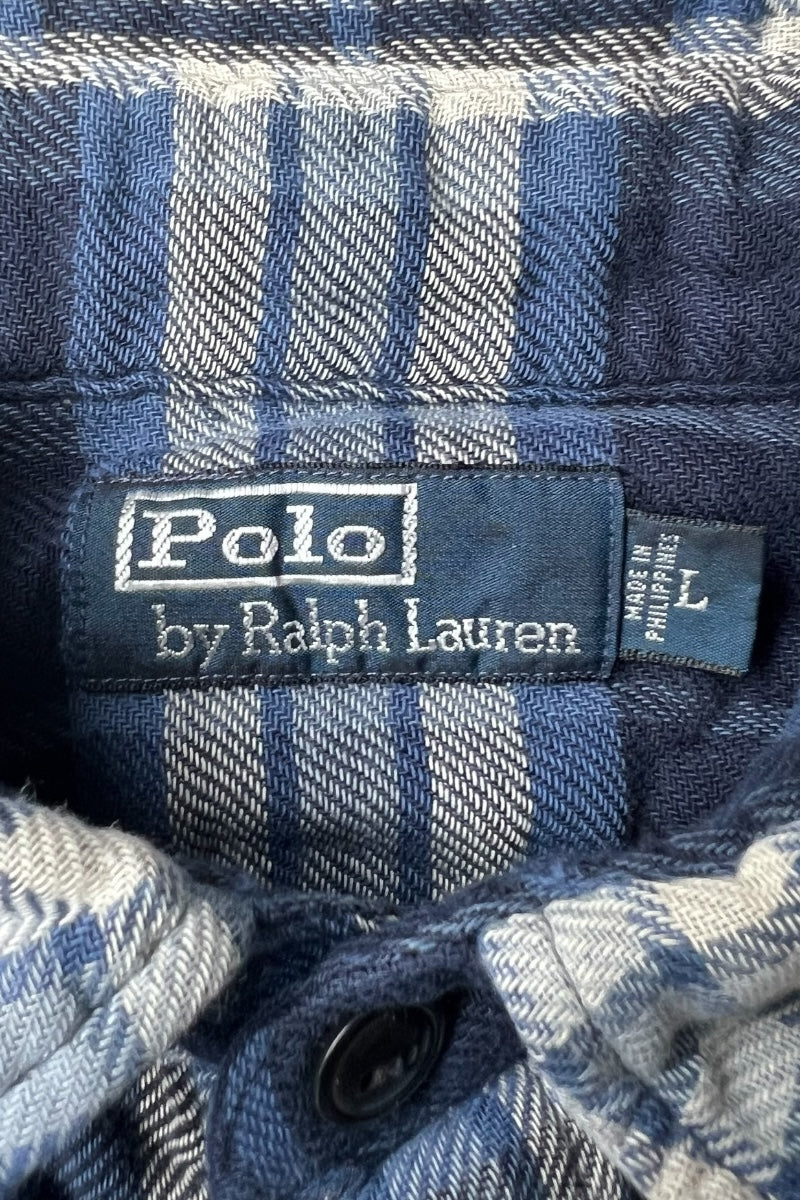 Polo
by Ralph Lauren
MADE IN
PHILIPPINES
L